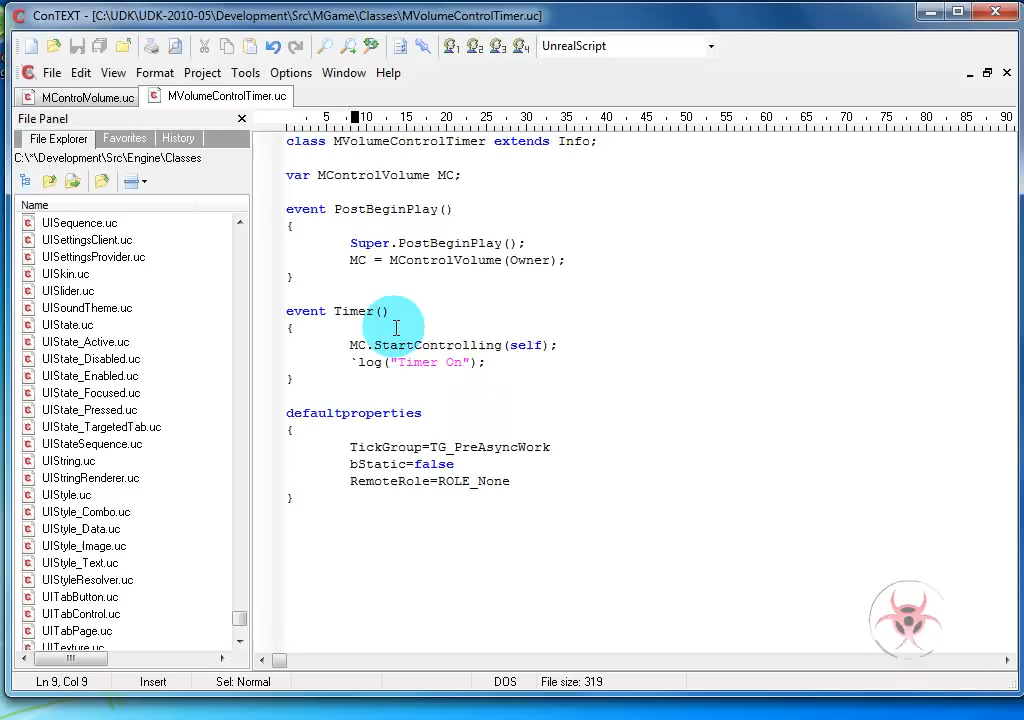 ConTEXT - [C:\UDK\UDK-2010-05\Development\Src\MGame\Classes\MVolumeControlTimer.uc]
1 2 3 4 UnrealScript
File Edit View Format Project Tools Options Window Help
MControlVolume.uc MVolumeControlTimer.uc
File Panel
File Explorer Favorites History
C:\*\Development\Src\Engine\Classes
Name
UISequence.uc
UISettingsClient.uc
UISettingsProvider.uc
UISkin.uc
UISlider.uc
UISoundTheme.uc
UIState.uc
UIState_Active.uc
UIState_Disabled.uc
UIState_Enabled.uc
UIState_Focused.uc
UIState_Pressed.uc
UIState_TargetedTab.uc
UIStateSequence.uc
UIString.uc
UIStringRenderer.uc
UIStyle.uc
UIStyle_Combo.uc
UIStyle_Data.uc
UIStyle_Image.uc
UIStyle_Text.uc
UIStyleResolver.uc
UITabButton.uc
UITabControl.uc
UITabPage.uc
UITexture.uc
5 10 15 20 25 30 35 40 45 50 55 60 65 70 75 80 85 90
class MVolumeControlTimer extends Info;
var MControlVolume MC;
event PostBeginPlay()
{
Super.PostBeginPlay();
MC = MControlVolume(Owner);
}
event Timer()
{
MC.StartControlling(self);
`log("Timer On");
}
defaultproperties
{
TickGroup=TG_PreAsyncWork
bStatic=false
RemoteRole=ROLE_None
}
Ln 9, Col 9 Insert Sel: Normal DOS File size: 319